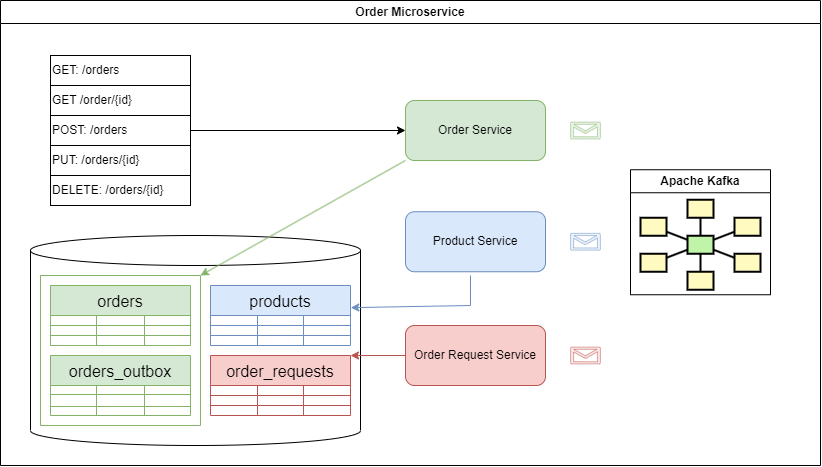 Order Microservice
GET: /orders
GET /order/{id}
POST: /orders
PUT: /orders/{id}
DELETE: /orders/{id}
Order Service
Apache Kafka
Product Service
orders
products
Order Request Service
orders_outbox
order_requests